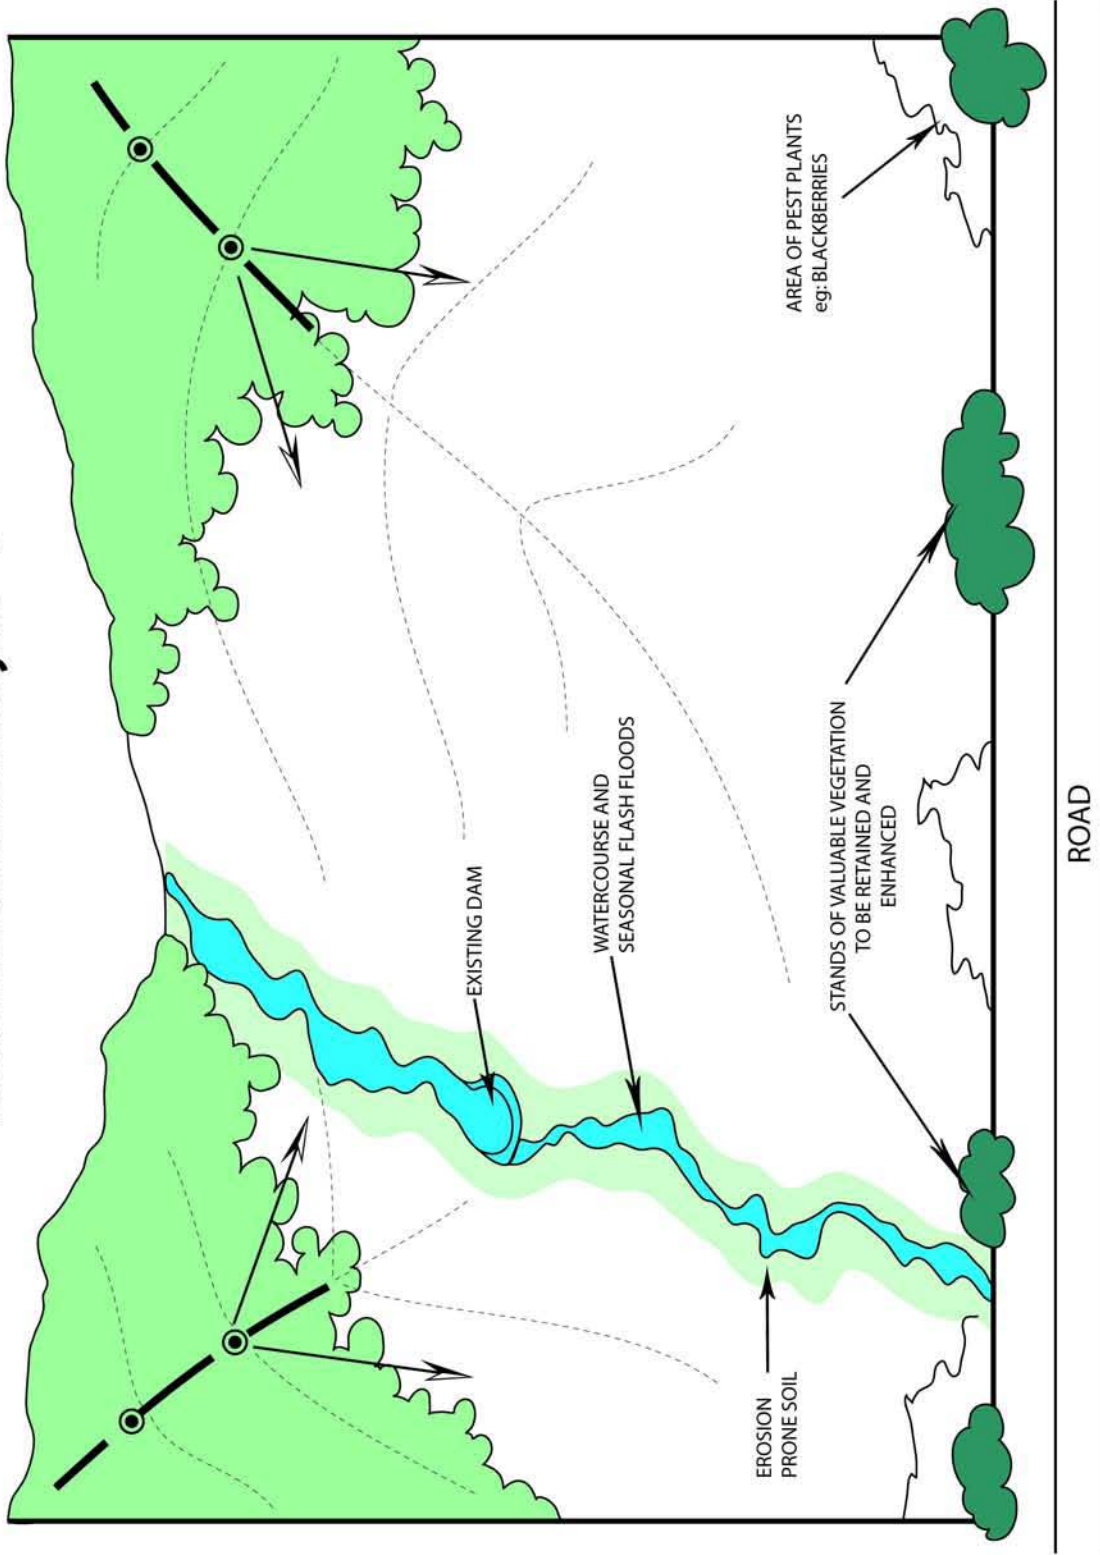 EXISTING DAM
WATERCOURSE AND
SEASONAL FLASH FLOODS
AREA OF PEST PLANTS
eg: BLACKBERRIES
EROSION
PRONE SOIL
STANDS OF VALUABLE VEGETATION
TO BE RETAINED AND
ENHANCED
ROAD